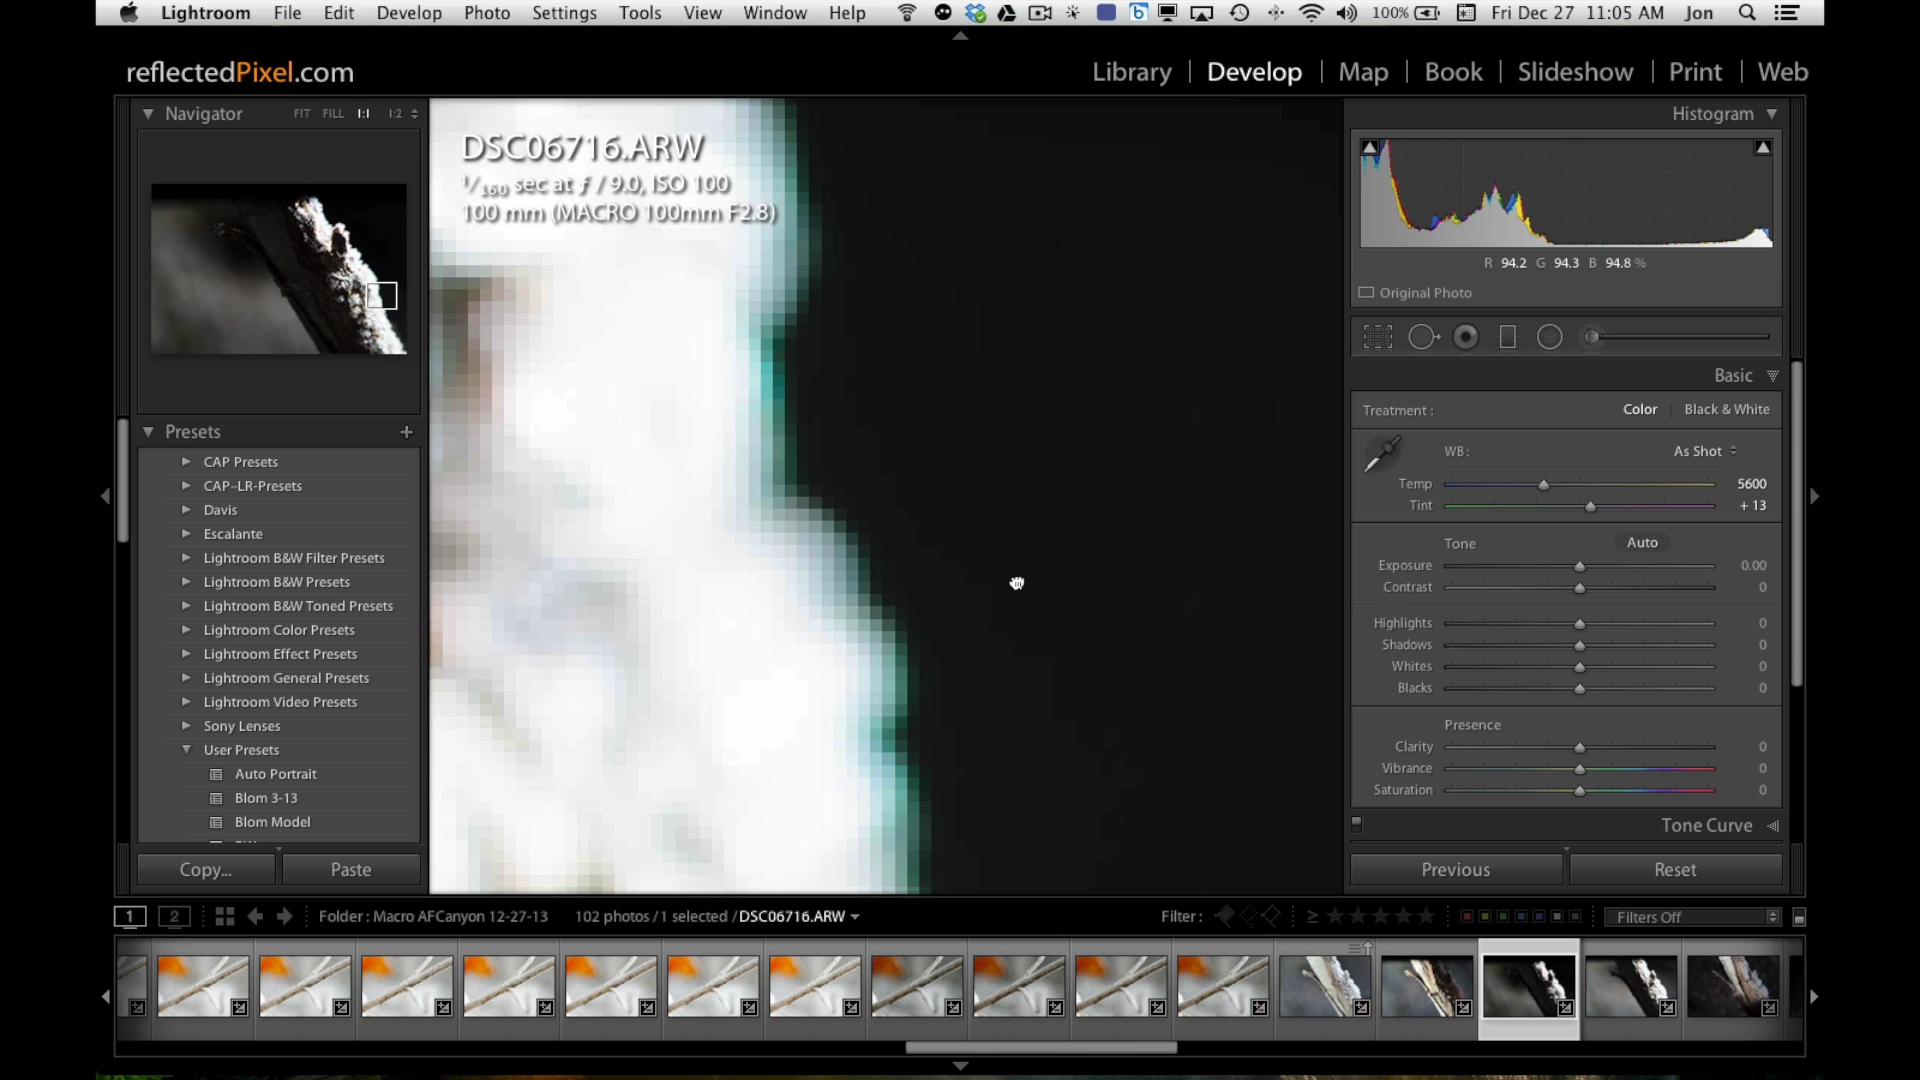 Lightroom File Edit Develop Photo Settings Tools View Window Help 100% Fri Dec 27 11:05 AM Jon
reflectedPixel.com
Library | Develop | Map | Book | Slideshow | Print | Web
Navigator FIT FILL 1:1 1:2
Presets +
CAP Presets
CAP-LR-Presets
Davis
Escalante
Lightroom B&W Filter Presets
Lightroom B&W Presets
Lightroom B&W Toned Presets
Lightroom Color Presets
Lightroom Effect Presets
Lightroom General Presets
Lightroom Video Presets
Sony Lenses
User Presets
Auto Portrait
Blom 3-13
Blom Model
Copy... Paste
DSC06716.ARW
1/160 sec at ƒ / 9.0, ISO 100
100 mm (MACRO 100mm F2.8)
Histogram
R 94.2 G 94.3 B 94.8 %
Original Photo
Basic
Treatment : Color | Black & White
WB: As Shot
Temp 5600
Tint + 13
Tone Auto
Exposure 0.00
Contrast 0
Highlights 0
Shadows 0
Whites 0
Blacks 0
Presence
Clarity 0
Vibrance 0
Saturation 0
Tone Curve
Previous Reset
1 2 Folder : Macro AFCanyon 12-27-13 102 photos / 1 selected / DSC06716.ARW Filter : ≥ Filters Off